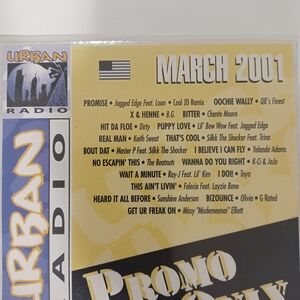 URBAN
RADIO
MARCH 2001
PROMISE • Jagged Edge Feat. Loon • Cool JD Remix OOCHIE WALLY • QB's Finest
X & HENNE • B.G. BITTER • Chante Moore
HIT DA FLOE • Dirty PUPPY LOVE • Lil' Bow Wow Feat. Jagged Edge
REAL MAN • Keith Sweat THAT'S COOL • Silkk The Shocker Feat. Trina
BOUT DAT • Master P Feat. Silkk The Shocker I BELIEVE I CAN FLY • Yolanda Adams
NO ESCAPIN' THIS • The Beatnuts WANNA DO YOU RIGHT • K-Ci & JoJo
WAIT A MINUTE • Ray-J Feat. Lil' Kim I DO!! • Toya
THIS AIN'T LIVIN' • Felecia Feat. Layzie Bone
HEARD IT ALL BEFORE • Sunshine Anderson BIZOUNCE • Olivia • G Rated
GET UR FREAK ON • Missy "Misdemeanor" Elliott
URBAN
RADIO
PROMO
ONLY